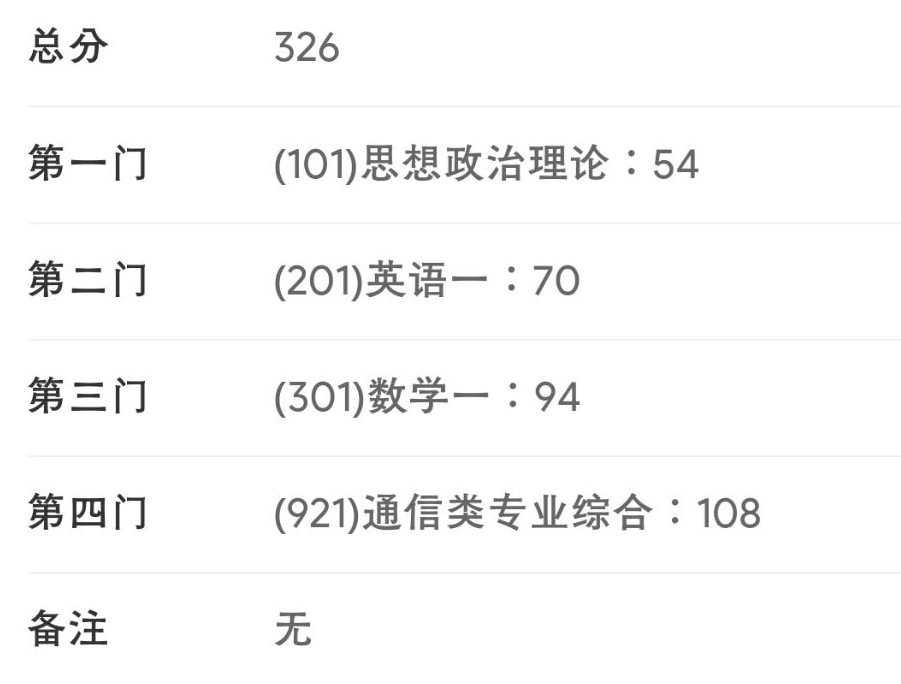 总分 326
第一门 (101)思想政治理论：54
第二门 (201)英语一：70
第三门 (301)数学一：94
第四门 (921)通信类专业综合：108
备注 无